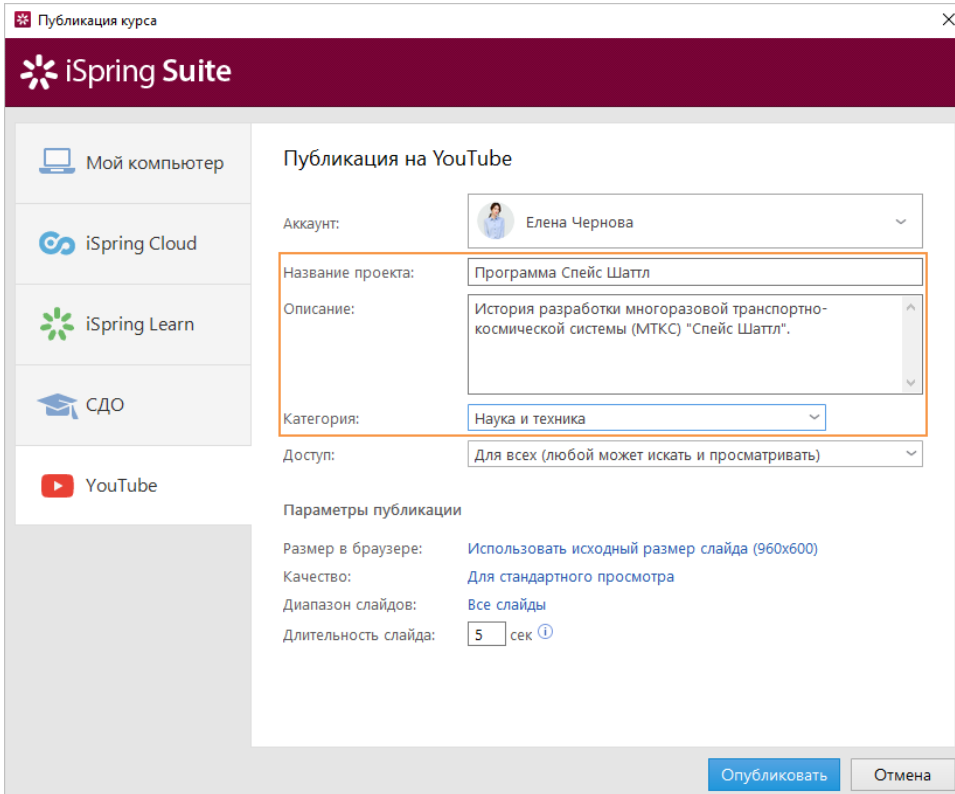 Публикация курса
iSpring Suite
Мой компьютер
iSpring Cloud
iSpring Learn
СДО
YouTube
Публикация на YouTube
Аккаунт: Елена Чернова
Название проекта: Программа Спейс Шаттл
Описание: История разработки многоразовой транспортно-
космической системы (МТКС) "Спейс Шаттл".
Категория: Наука и техника
Доступ: Для всех (любой может искать и просматривать)
Параметры публикации
Размер в браузере: Использовать исходный размер слайда (960x600)
Качество: Для стандартного просмотра
Диапазон слайдов: Все слайды
Длительность слайда: 5 сек i
Опубликовать Отмена